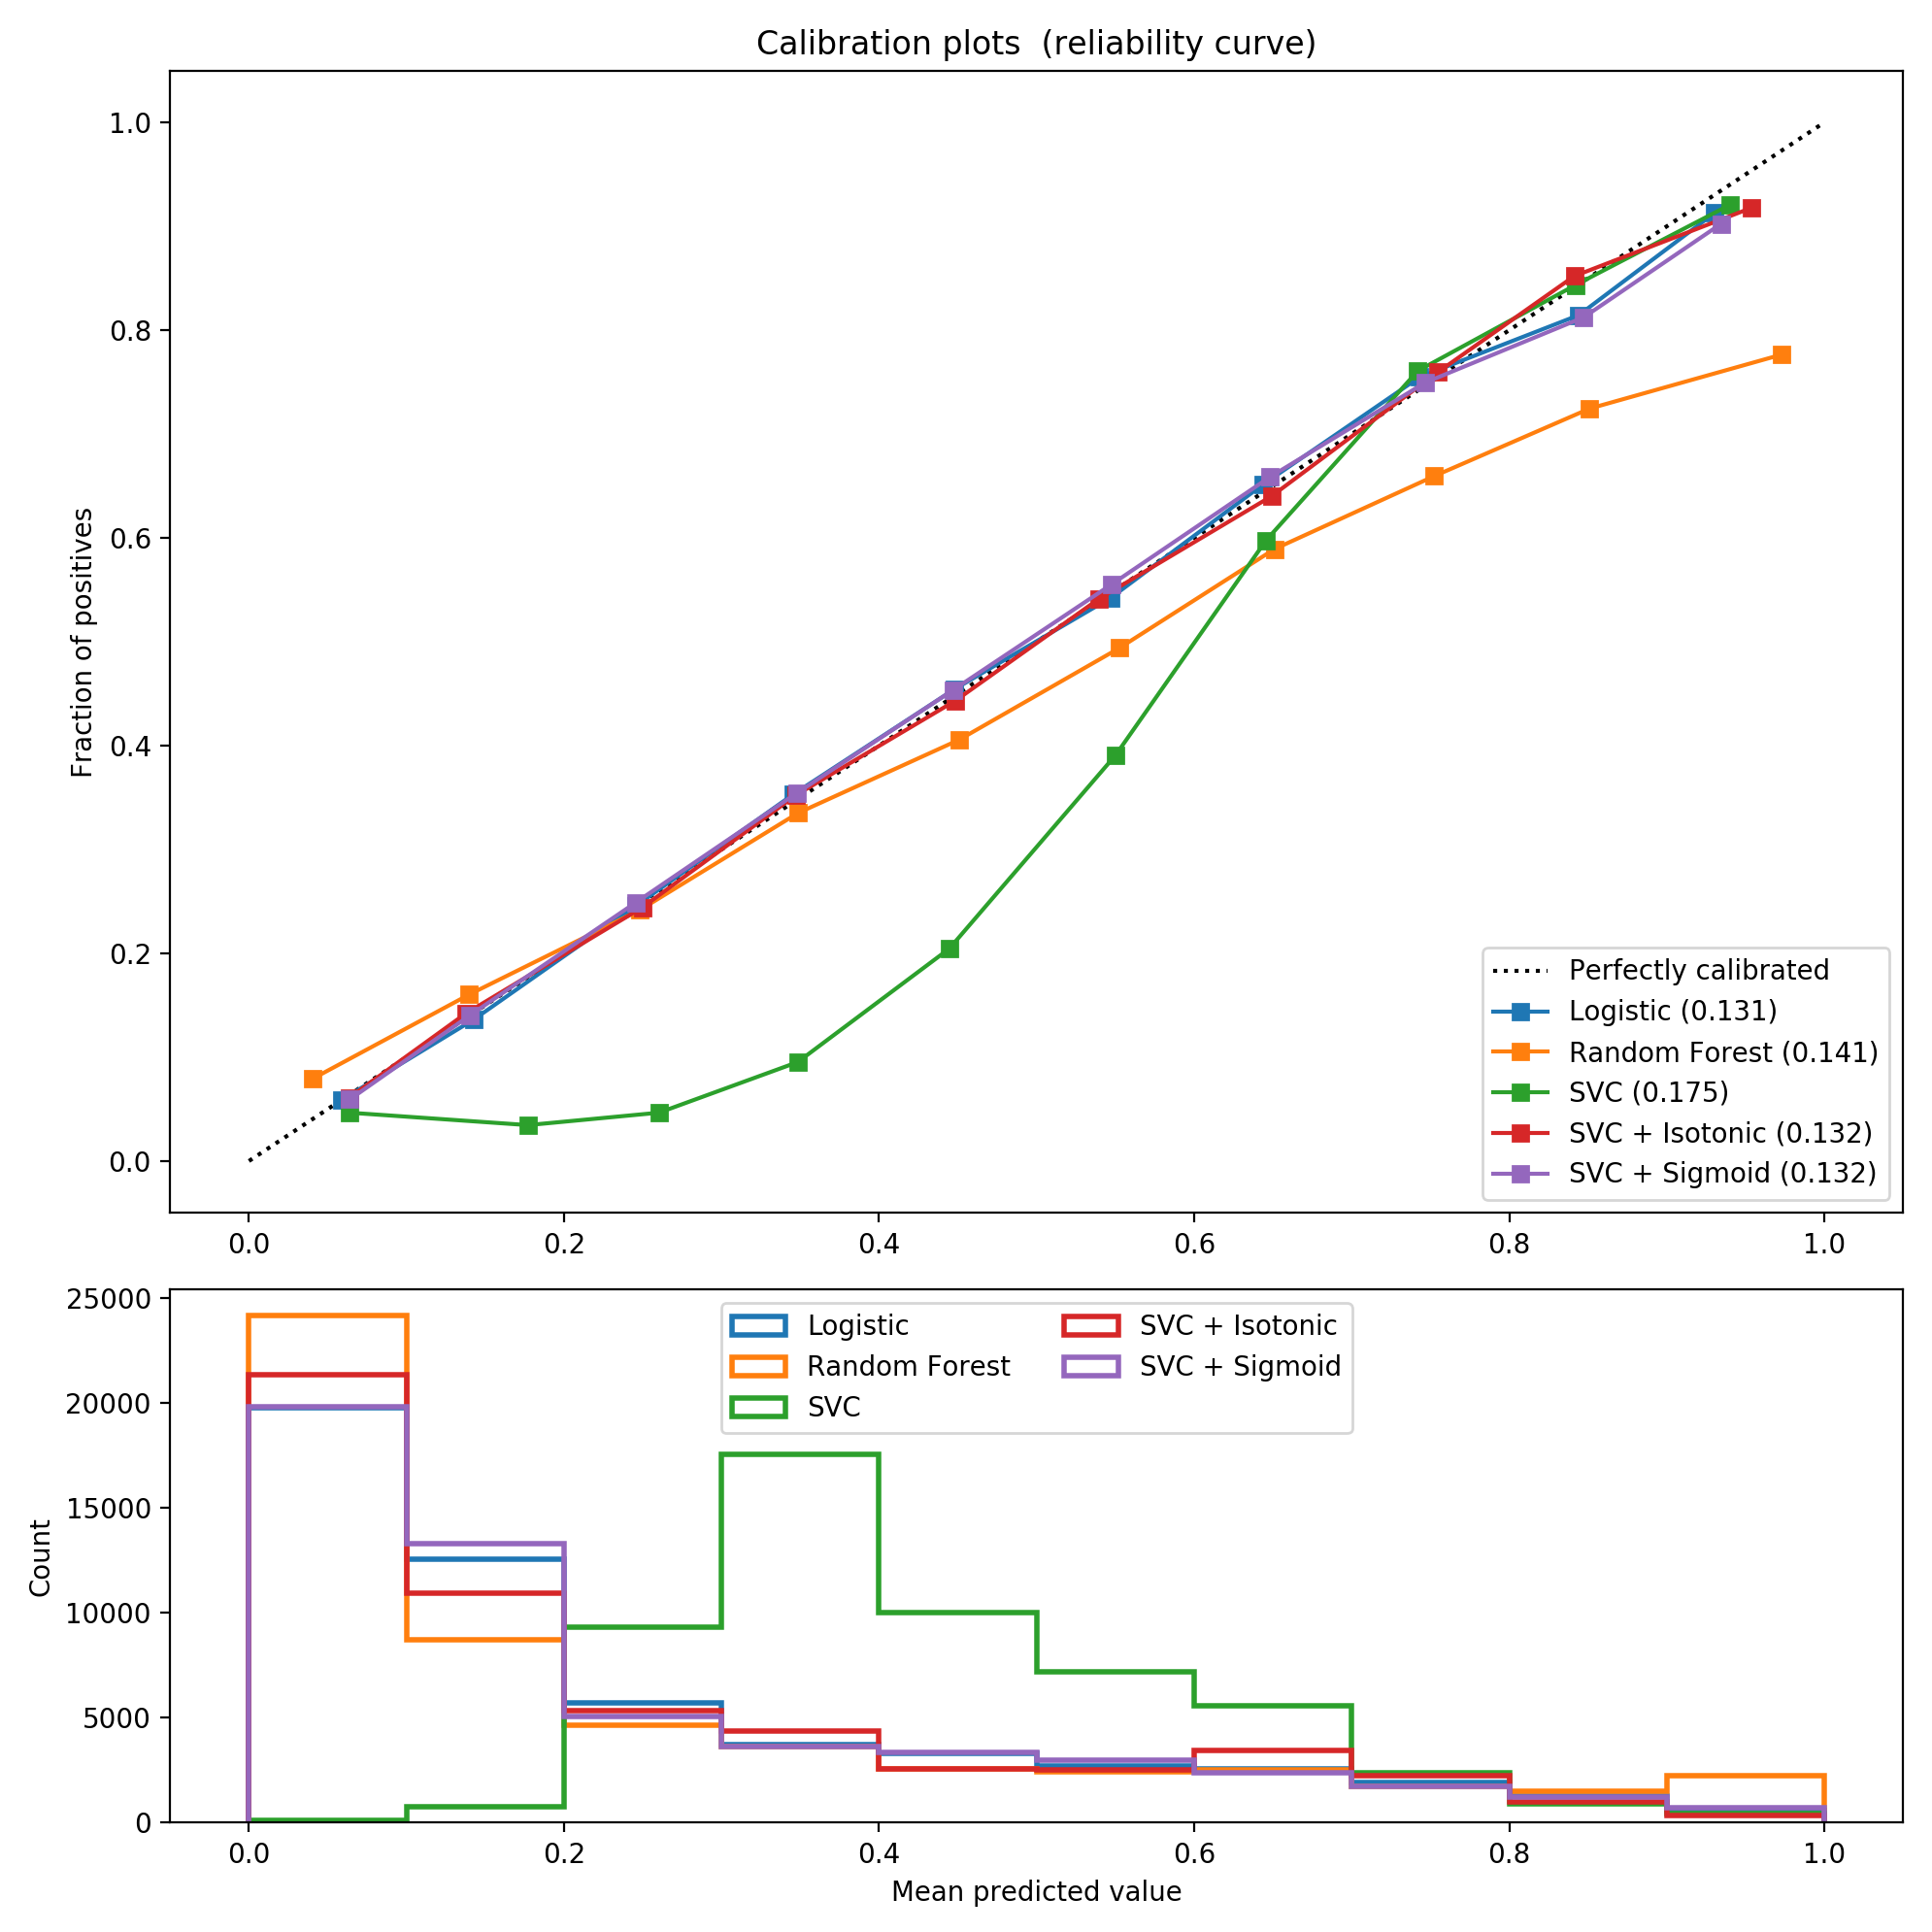 Calibration plots  (reliability curve)
1.0
0.8
0.6
0.4
0.2
0.0
Fraction of positives
Perfectly calibrated
Logistic (0.131)
Random Forest (0.141)
SVC (0.175)
SVC + Isotonic (0.132)
SVC + Sigmoid (0.132)
0.0 0.2 0.4 0.6 0.8 1.0
25000
20000
15000
10000
5000
0
Count
Logistic
Random Forest
SVC
SVC + Isotonic
SVC + Sigmoid
0.0 0.2 0.4 0.6 0.8 1.0
Mean predicted value